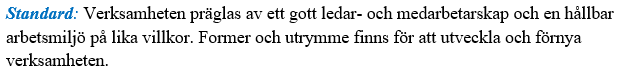 Standard: Verksamheten präglas av ett gott ledar- och medarbetarskap och en hållbar
arbetsmiljö på lika villkor. Former och utrymme finns för att utveckla och förnya
verksamheten.